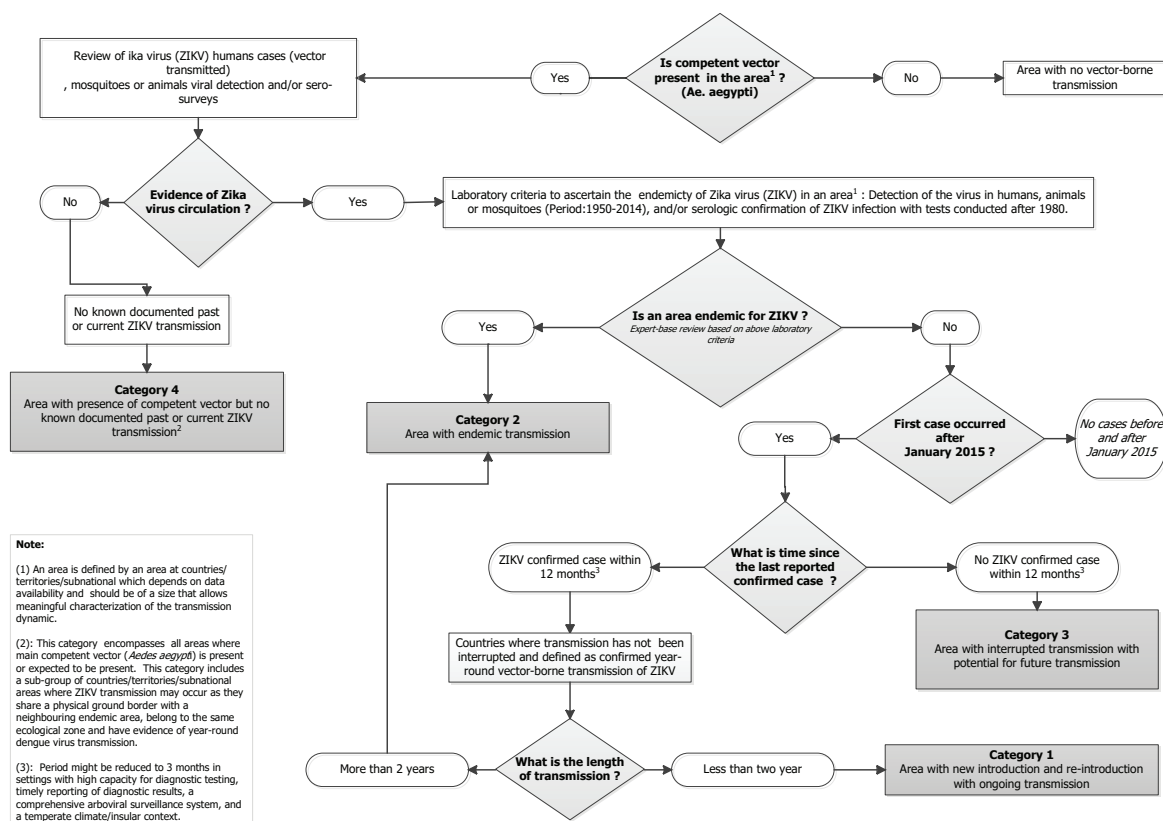 Review of ika virus (ZIKV) humans cases (vector
transmitted)
, mosquitoes or animals viral detection and/or sero-
surveys
Yes
Is competent vector
present in the area1 ?
(Ae. aegypti)
No
Area with no vector-borne
transmission
No
Evidence of Zika
virus circulation ?
Yes
Laboratory criteria to ascertain the endemicty of Zika virus (ZIKV) in an area1 : Detection of the virus in humans, animals
or mosquitoes (Period:1950-2014), and/or serologic confirmation of ZIKV infection with tests conducted after 1980.
No known documented past
or current ZIKV transmission
Yes
Is an area endemic for ZIKV ?
Expert-base review based on above laboratory
criteria
No
Category 4
Area with presence of competent vector but no
known documented past or current ZIKV
transmission2
Category 2
Area with endemic transmission
Yes
First case occurred
after
January 2015 ?
No cases before
and after
January 2015
ZIKV confirmed case within
12 months3
What is time since
the last reported
confirmed case ?
No ZIKV confirmed case
within 12 months3
Countries where transmission has not been
interrupted and defined as confirmed year-
round vector-borne transmission of ZIKV
Category 3
Area with interrupted transmission with
potential for future transmission
More than 2 years
What is the length
of transmission ?
Less than two year
Category 1
Area with new introduction and re-introduction
with ongoing transmission
Note:
(1) An area is defined by an area at countries/
territories/subnational which depends on data
availability and should be of a size that allows
meaningful characterization of the transmission
dynamic.
(2): This category encompasses all areas where
main competent vector (Aedes aegypti) is present
or expected to be present. This category includes
a sub-group of countries/territories/subnational
areas where ZIKV transmission may occur as they
share a physical ground border with a
neighbouring endemic area, belong to the same
ecological zone and have evidence of year-round
dengue virus transmission.
(3): Period might be reduced to 3 months in
settings with high capacity for diagnostic testing,
timely reporting of diagnostic results, a
comprehensive arboviral surveillance system, and
a temperate climate/insular context.